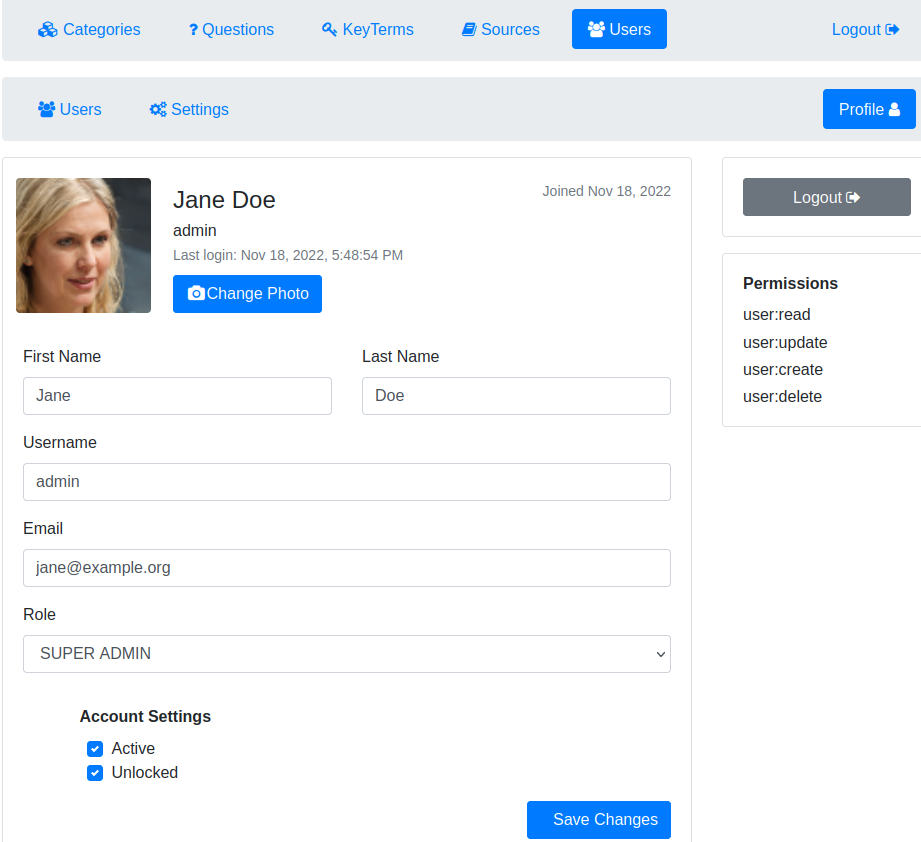 Categories ? Questions KeyTerms Sources Users Logout
Users Settings Profile
Jane Doe
Joined Nov 18, 2022
admin
Last login: Nov 18, 2022, 5:48:54 PM
Change Photo
First Name Last Name
Jane Doe
Username
admin
Email
jane@example.org
Role
SUPER ADMIN
Account Settings
Active
Unlocked
Save Changes
Logout
Permissions
user:read
user:update
user:create
user:delete